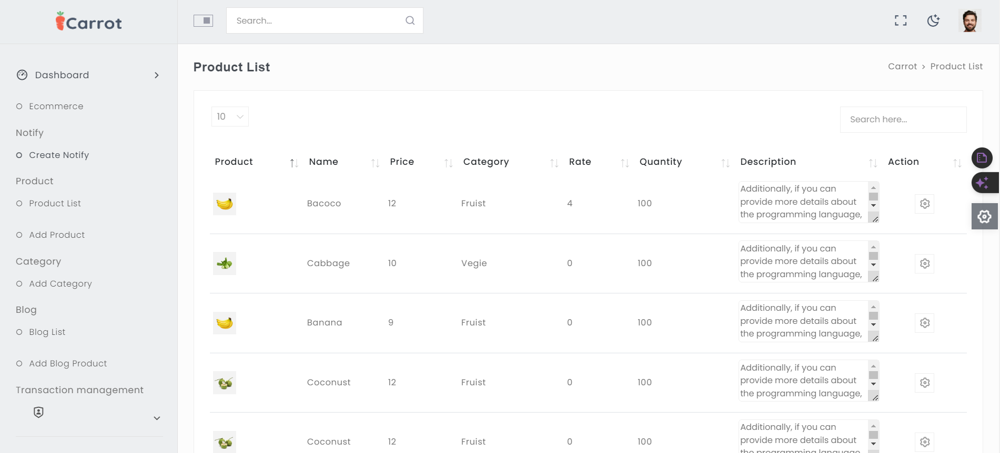 Carrot
Search...
Dashboard
Ecommerce
Notify
Create Notify
Product
Product List
Add Product
Category
Add Category
Blog
Blog List
Add Blog Product
Transaction management
Product List
Carrot > Product List
10
Search here...
Product Name Price Category Rate Quantity Description Action
Bacoco 12 Fruist 4 100
Additionally, if you can
provide more details about
the programming language,
Cabbage 10 Vegie 0 100
Additionally, if you can
provide more details about
the programming language,
Banana 9 Fruist 0 100
Additionally, if you can
provide more details about
the programming language,
Coconust 12 Fruist 0 100
Additionally, if you can
provide more details about
the programming language,
Coconust 12 Fruist 0 100
Additionally, if you can
provide more details about
the programming language,